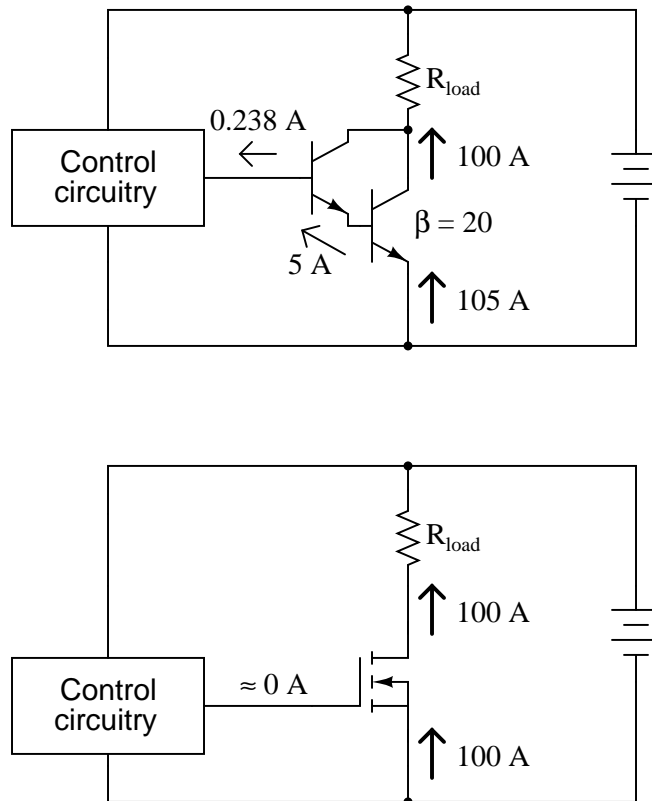 R_load
0.238 A
100 A
Control
circuitry
β = 20
5 A
105 A
R_load
100 A
Control
circuitry
≈ 0 A
100 A